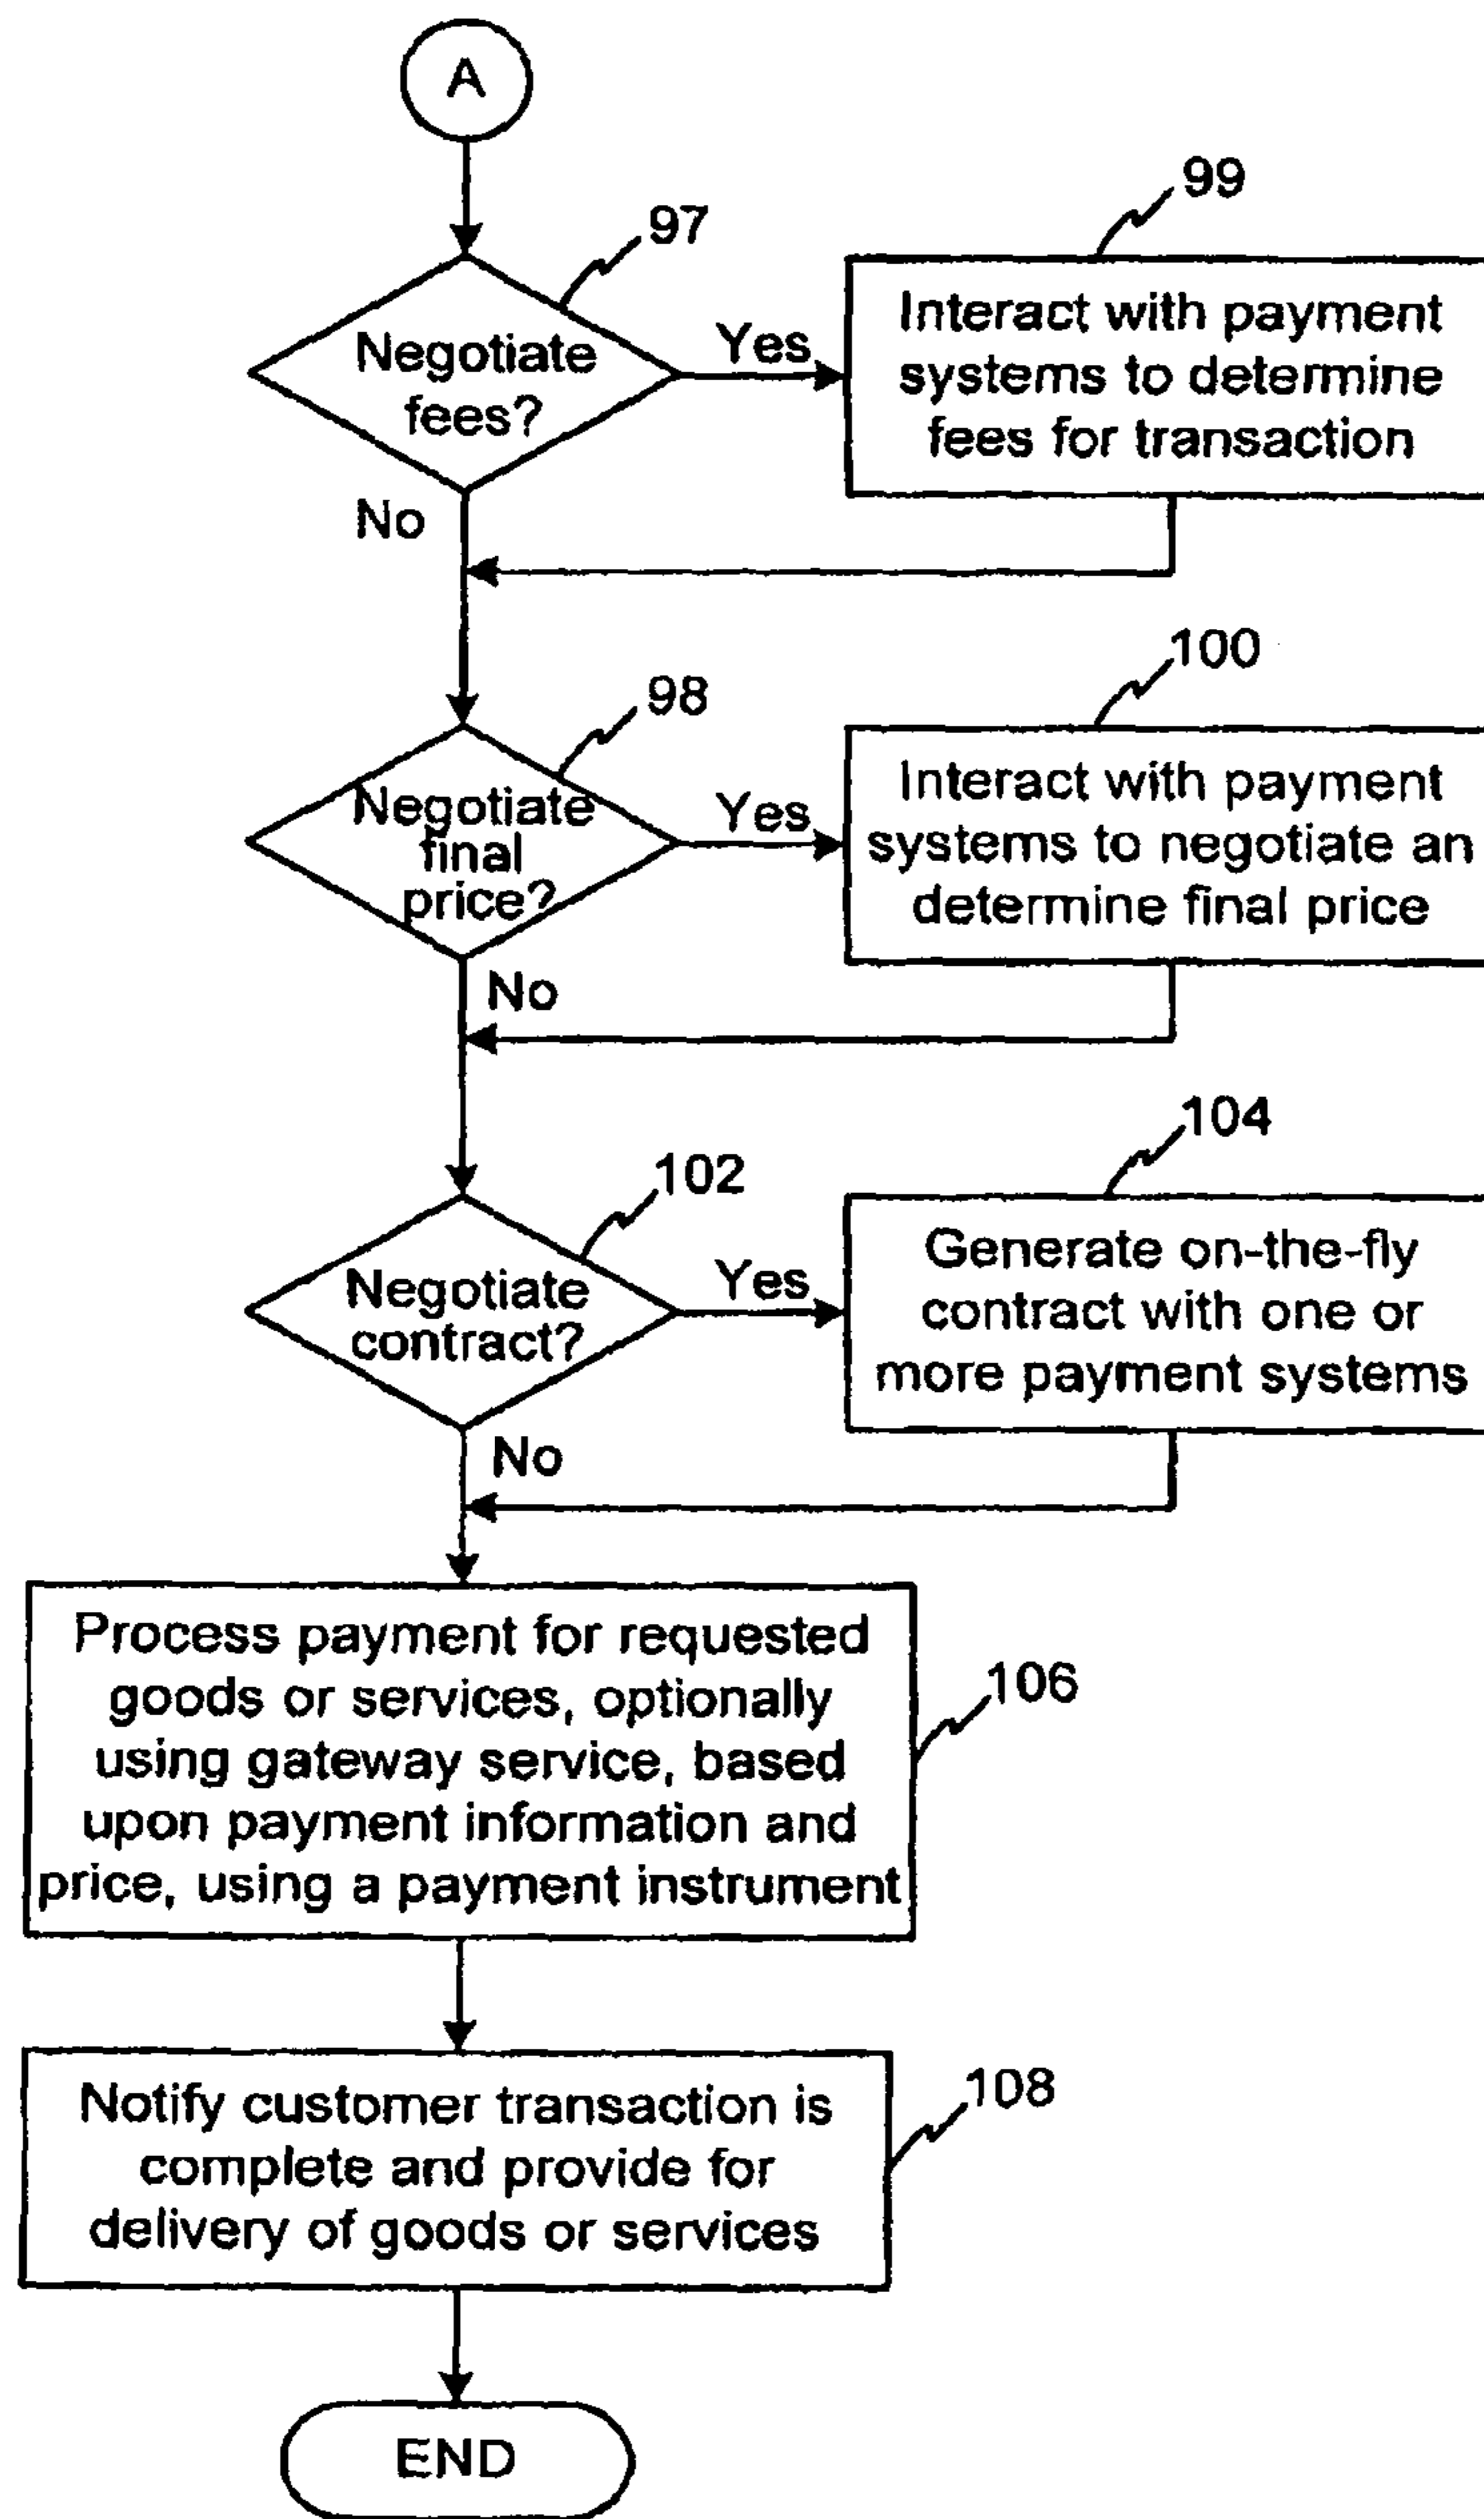 A
97
99
Negotiate
fees?
Yes
Interact with payment
systems to determine
fees for transaction
No
98
100
Negotiate
final
price?
Yes
Interact with payment
systems to negotiate an
determine final price
No
102
104
Negotiate
contract?
Yes
Generate on-the-fly
contract with one or
more payment systems
No
Process payment for requested
goods or services, optionally
using gateway service, based
upon payment information and
price, using a payment instrument
106
Notify customer transaction is
complete and provide for
delivery of goods or services
108
END